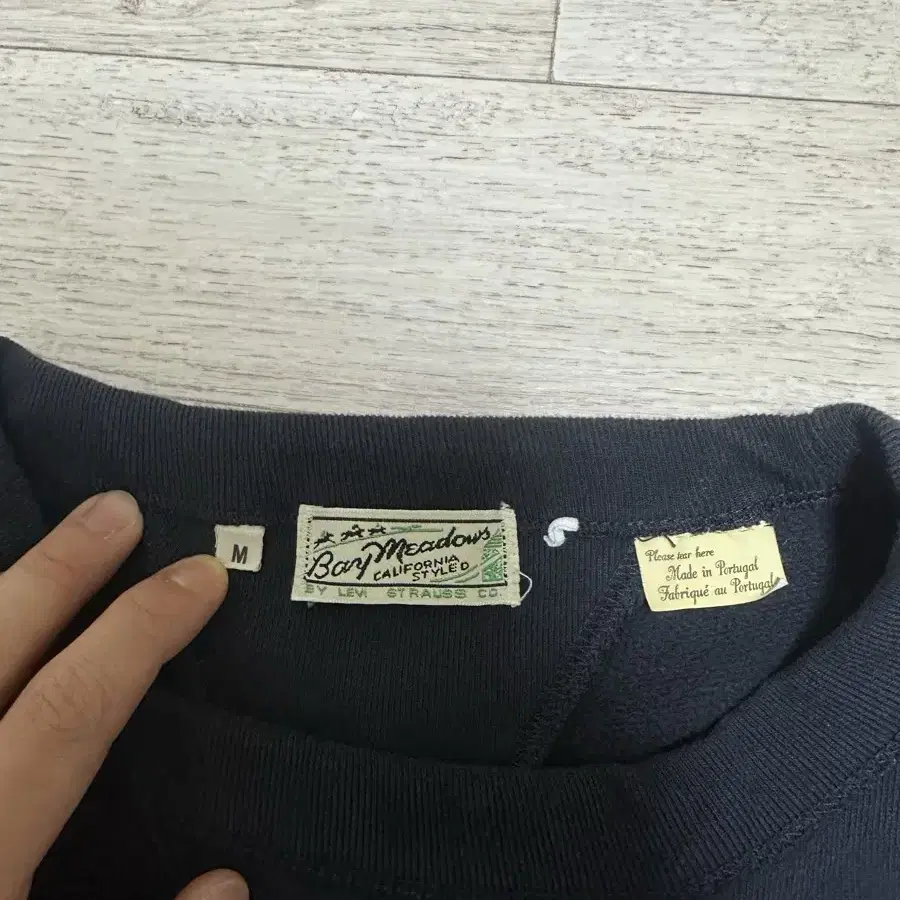 M
Bay Meadows
CALIFORNIA
STYLED
BY LEVI STRAUSS CO.
Please tear here
Made in Portugal
Fabriqué au Portugal